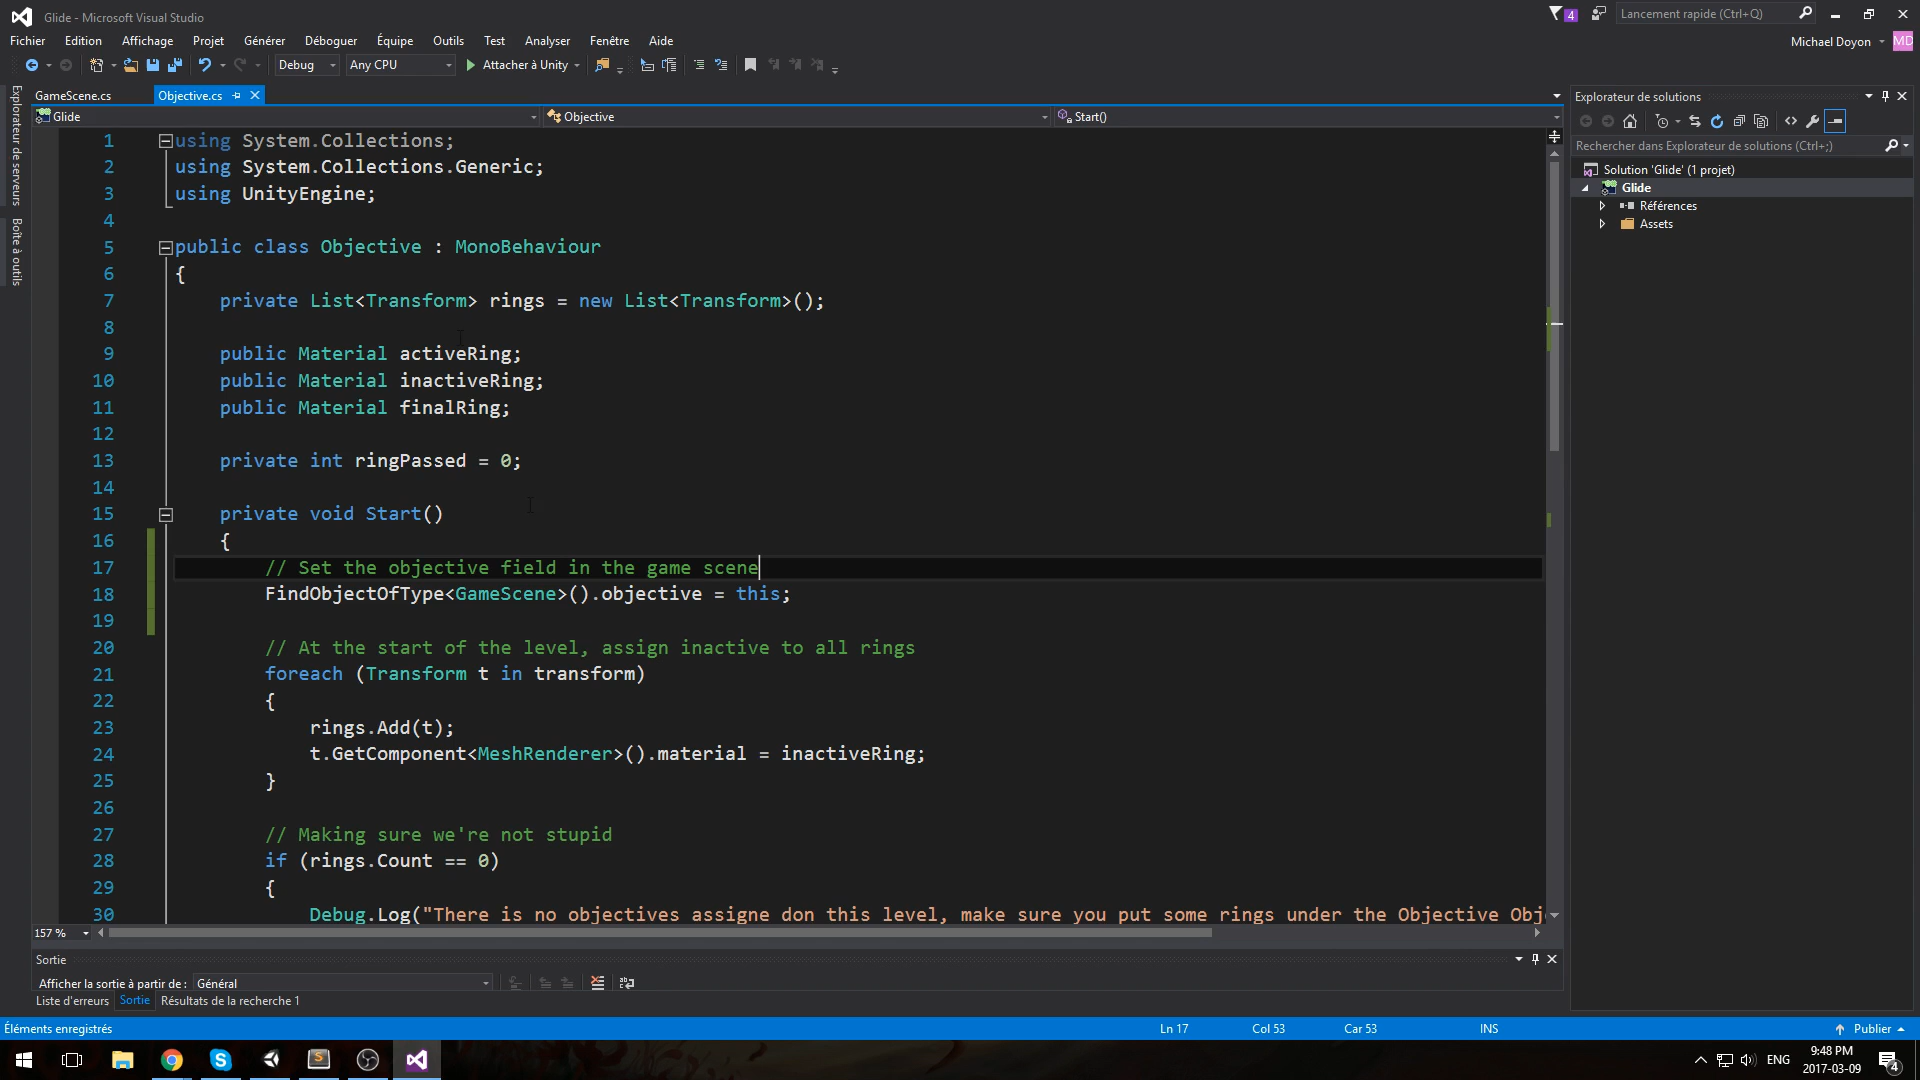 Glide - Microsoft Visual Studio
4
Lancement rapide (Ctrl+Q)
Fichier Edition Affichage Projet Générer Déboguer Équipe Outils Test Analyser Fenêtre Aide
Michael Doyon MD
Debug Any CPU Attacher à Unity
Explorateur de serveurs
Boîte à outils
GameScene.cs Objective.cs
Glide Objective Start()
1 using System.Collections;
2 using System.Collections.Generic;
3 using UnityEngine;
4
5 public class Objective : MonoBehaviour
6 {
7 private List<Transform> rings = new List<Transform>();
8
9 public Material activeRing;
10 public Material inactiveRing;
11 public Material finalRing;
12
13 private int ringPassed = 0;
14
15 private void Start()
16 {
17 // Set the objective field in the game scene
18 FindObjectOfType<GameScene>().objective = this;
19
20 // At the start of the level, assign inactive to all rings
21 foreach (Transform t in transform)
22 {
23 rings.Add(t);
24 t.GetComponent<MeshRenderer>().material = inactiveRing;
25 }
26
27 // Making sure we're not stupid
28 if (rings.Count == 0)
29 {
30 Debug.Log("There is no objectives assigne don this level, make sure you put some rings under the Objective Obj
157 %
Explorateur de solutions
Rechercher dans Explorateur de solutions (Ctrl+;)
Solution 'Glide' (1 projet)
Glide
Références
Assets
Sortie
Afficher la sortie à partir de : Général
Liste d'erreurs Sortie Résultats de la recherche 1
Éléments enregistrés Ln 17 Col 53 Car 53 INS Publier
ENG
9:48 PM
2017-03-09
4